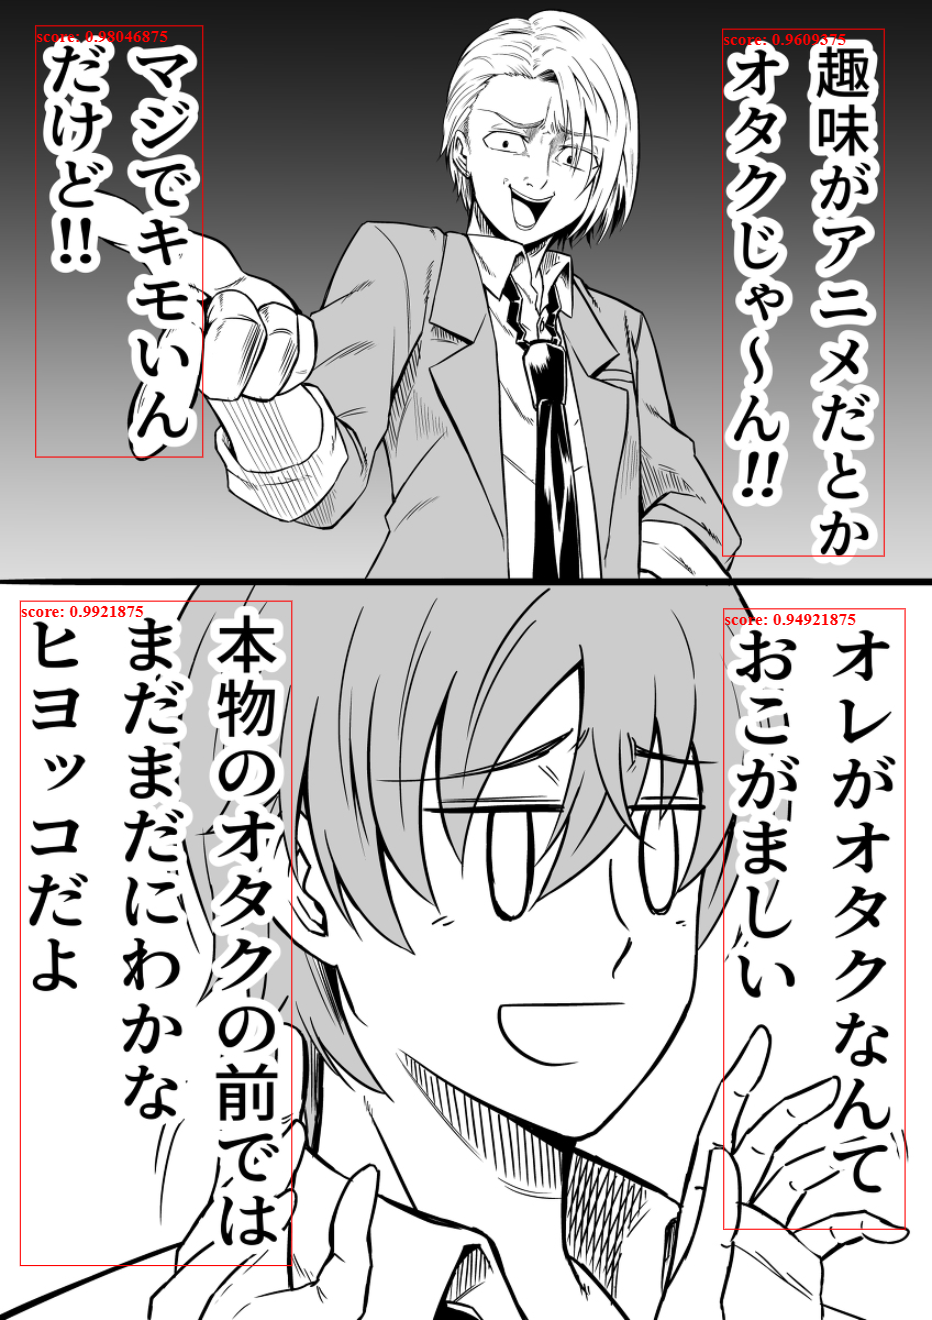 score: 0.9609375
趣味がアニメだとか
オタクじゃ～ん!!
score: 0.98046875
マジでキモいん
だけど!!
score: 0.94921875
オレがオタクなんて
おこがましい
score: 0.9921875
本物のオタクの前では
まだまだにわかな
ヒヨッコだよ